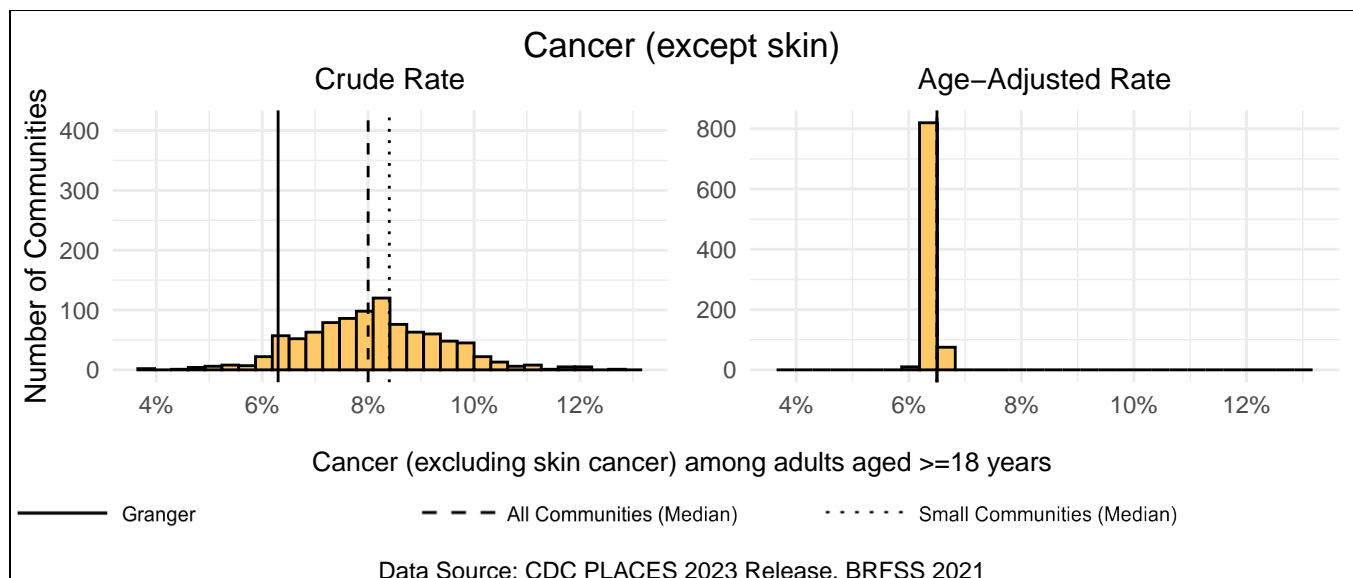 Cancer (except skin)
Crude Rate
Age−Adjusted Rate
Number of Communities
400
300
200
100
0
4%
6%
8%
10%
12%
800
600
400
200
0
4%
6%
8%
10%
12%
Cancer (excluding skin cancer) among adults aged >=18 years
Granger
All Communities (Median)
Small Communities (Median)
Data Source: CDC PLACES 2023 Release, BRFSS 2021